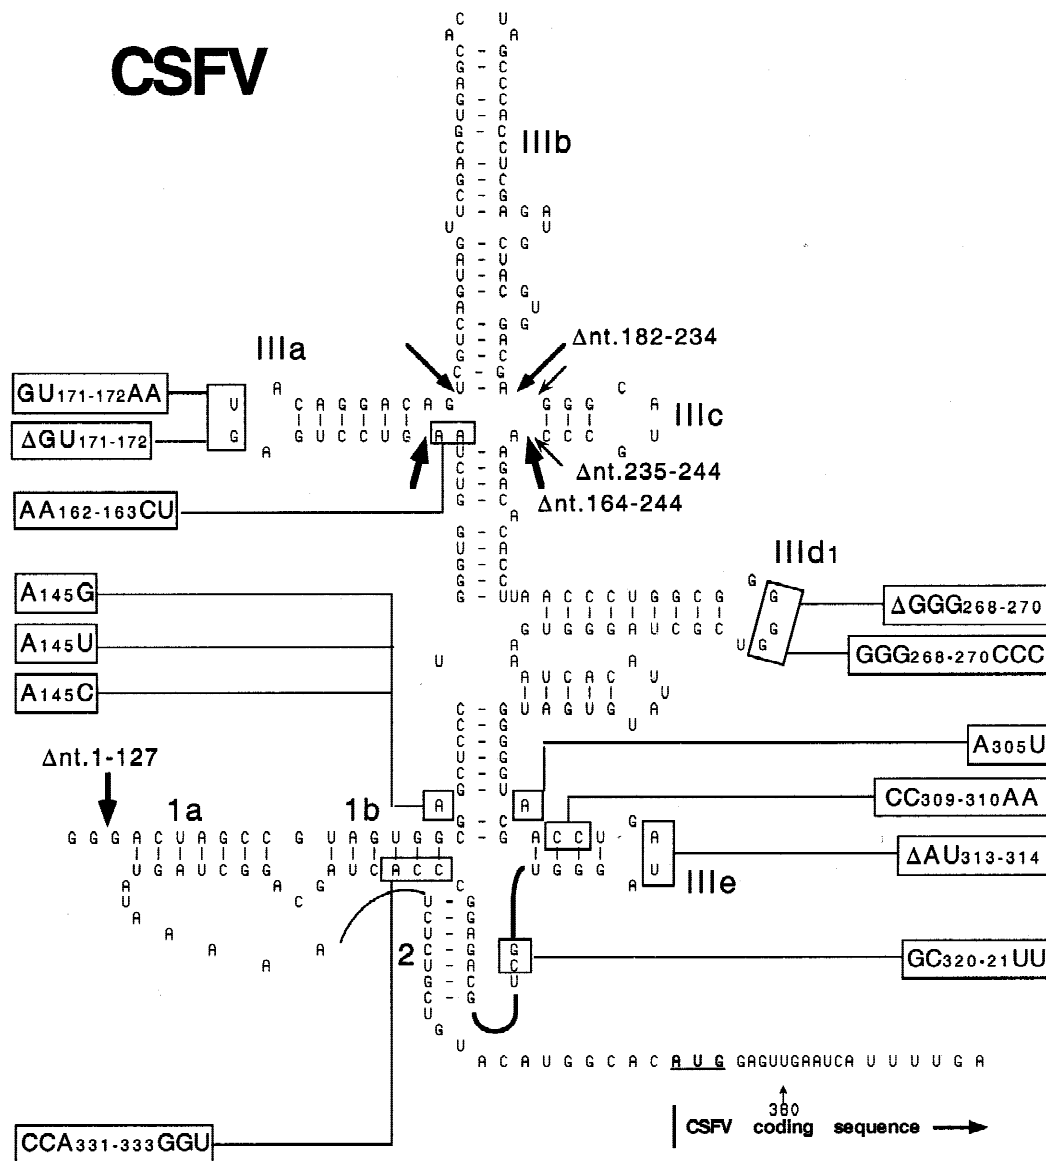 CSFV
IIIb
Δnt.182-234
IIIa
IIIc
GU171-172AA
ΔGU171-172
Δnt.235-244
Δnt.164-244
AA162-163CU
IIId1
A145G
A145U
A145C
ΔGGG268-270
GGG268-270CCC
A305U
Δnt.1-127
CC309-310AA
1a
1b
G G G A C U A G C C G U A G U G G C
ΔAU313-314
IIIe
2
GC320-21UU
A C A U G G C A C A U G G A G U U G A A U C A U U U U G A
380
CSFV coding sequence
CCA331-333GGU